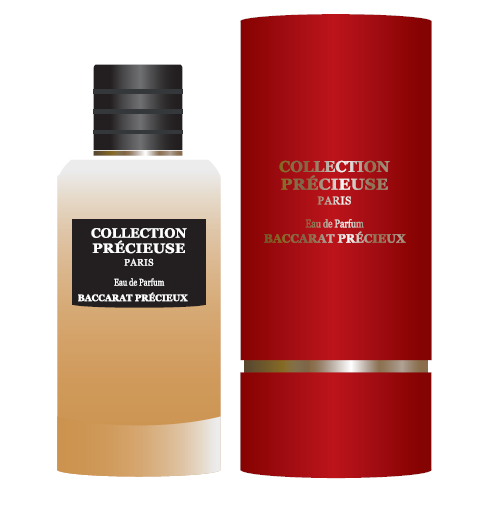 COLLECTION
PRÉCIEUSE
PARIS
Eau de Parfum
BACCARAT PRÉCIEUX
COLLECTION
PRÉCIEUSE
PARIS
Eau de Parfum
BACCARAT PRÉCIEUX